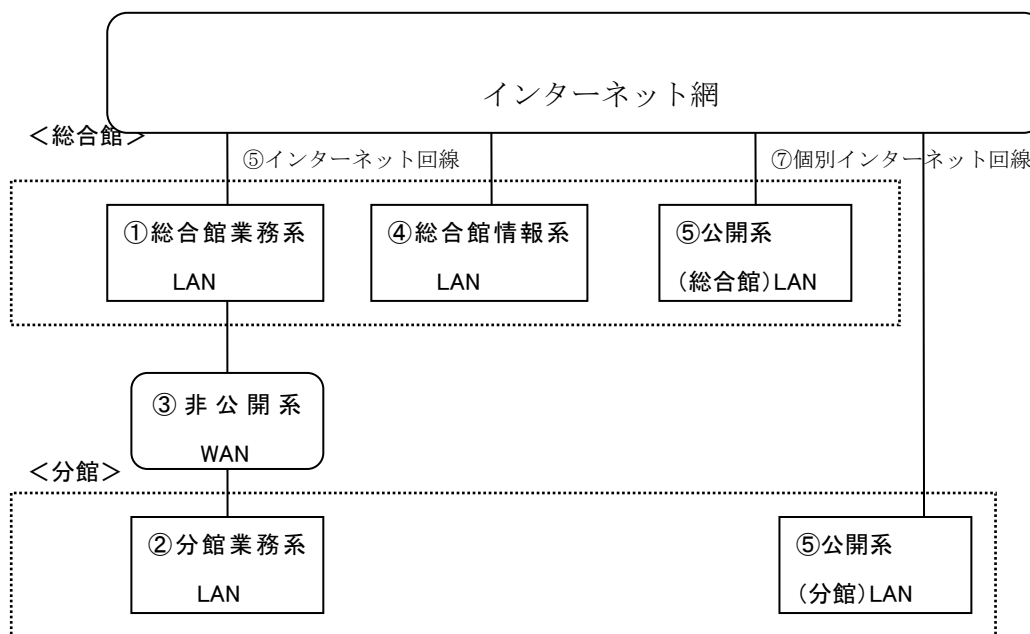 インターネット網
＜総合館＞
⑤インターネット回線
⑦個別インターネット回線
①総合館業務系
LAN
④総合館情報系
LAN
⑤公開系
(総合館)LAN
③非公開系
WAN
＜分館＞
②分館業務系
LAN
⑤公開系
(分館)LAN